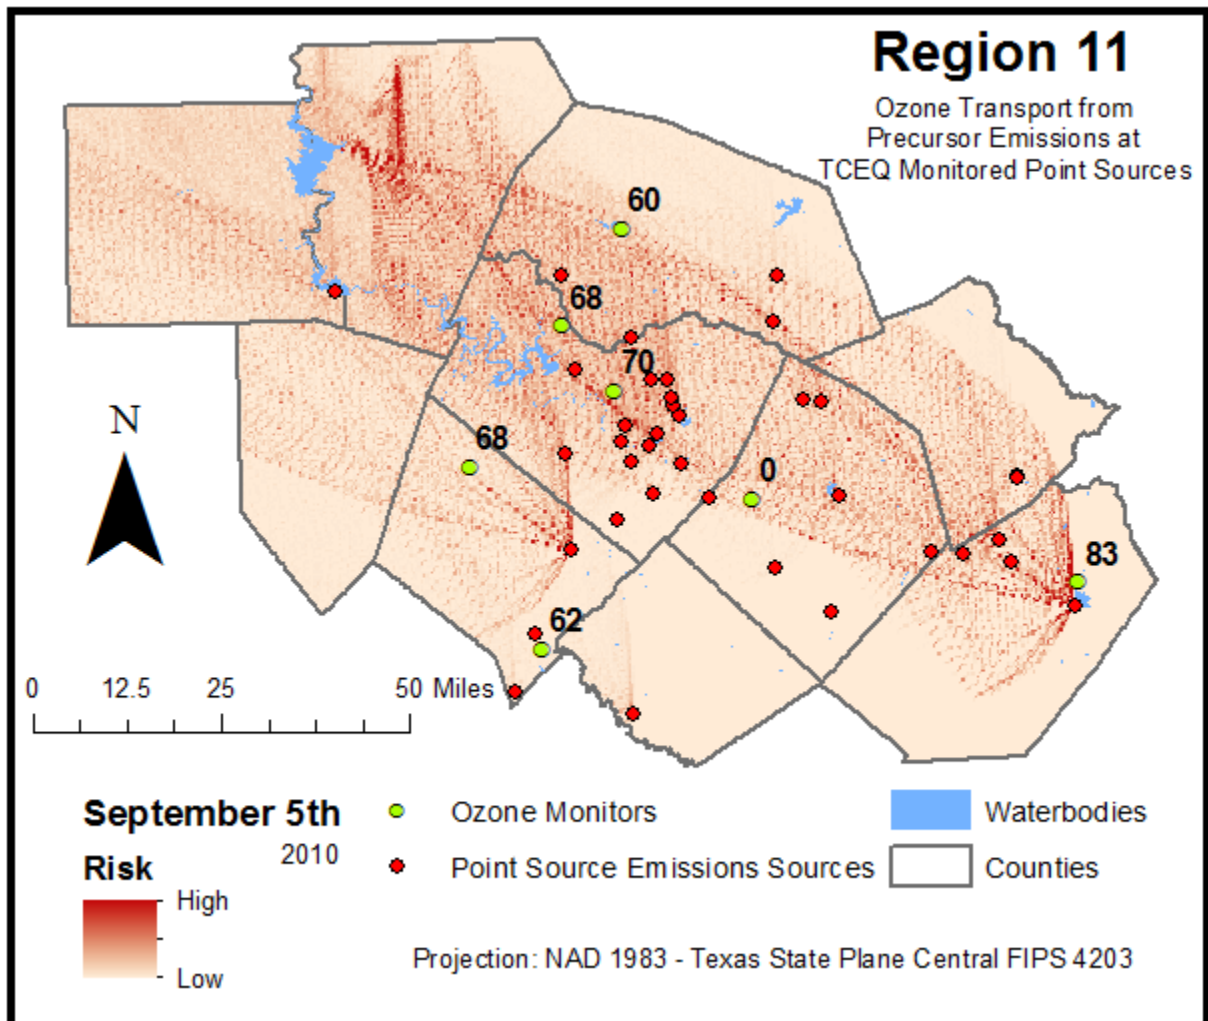 Region 11
Ozone Transport from
Precursor Emissions at
TCEQ Monitored Point Sources
60
68
70
68
0
83
62
N
0 12.5 25 50 Miles
September 5th
2010
Risk
High
Low
Ozone Monitors
Point Source Emissions Sources
Waterbodies
Counties
Projection: NAD 1983 - Texas State Plane Central FIPS 4203